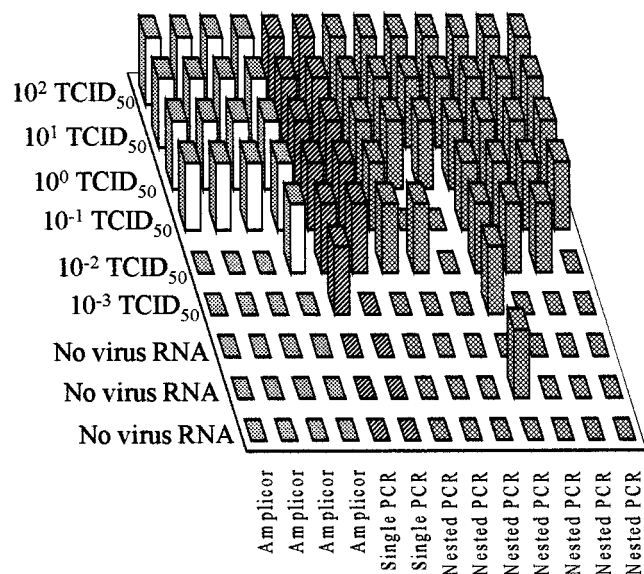 10² TCID₅₀
10¹ TCID₅₀
10⁰ TCID₅₀
10⁻¹ TCID₅₀
10⁻² TCID₅₀
10⁻³ TCID₅₀
No virus RNA
No virus RNA
No virus RNA
Amplicor
Amplicor
Amplicor
Amplicor
Single PCR
Single PCR
Nested PCR
Nested PCR
Nested PCR
Nested PCR
Nested PCR
Nested PCR
Nested PCR